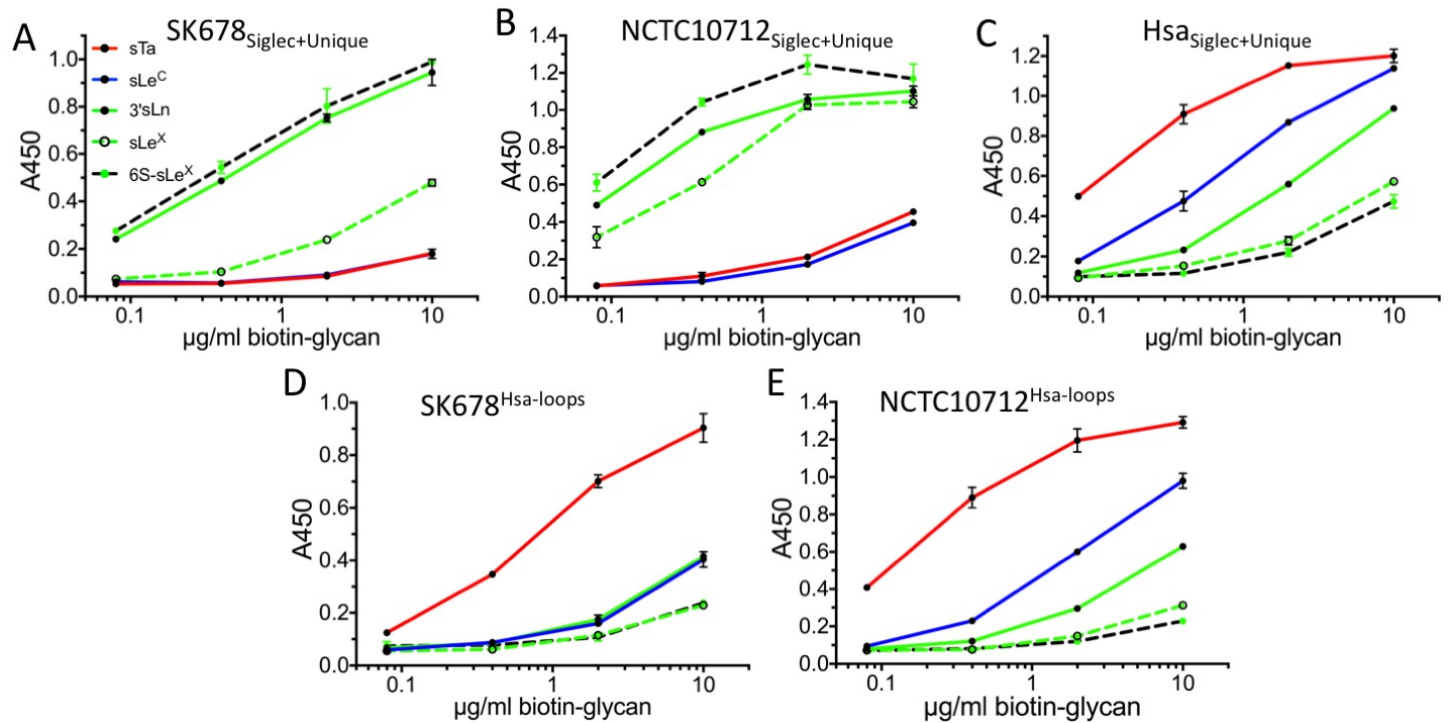 A
SK678Siglec+Unique
sTa
sLeC
3'sLn
sLeX
6S-sLeX
A450
1.0
0.8
0.6
0.4
0.2
0.0
0.1
1
10
µg/ml biotin-glycan
B
NCTC10712Siglec+Unique
A450
1.4
1.2
1.0
0.8
0.6
0.4
0.2
0.0
0.1
1
10
µg/ml biotin-glycan
C
HsaSiglec+Unique
A450
1.2
1.0
0.8
0.6
0.4
0.2
0.0
0.1
1
10
µg/ml biotin-glycan
D
SK678Hsa-loops
A450
1.0
0.8
0.6
0.4
0.2
0.0
0.1
1
10
µg/ml biotin-glycan
E
NCTC10712Hsa-loops
A450
1.4
1.2
1.0
0.8
0.6
0.4
0.2
0.0
0.1
1
10
µg/ml biotin-glycan